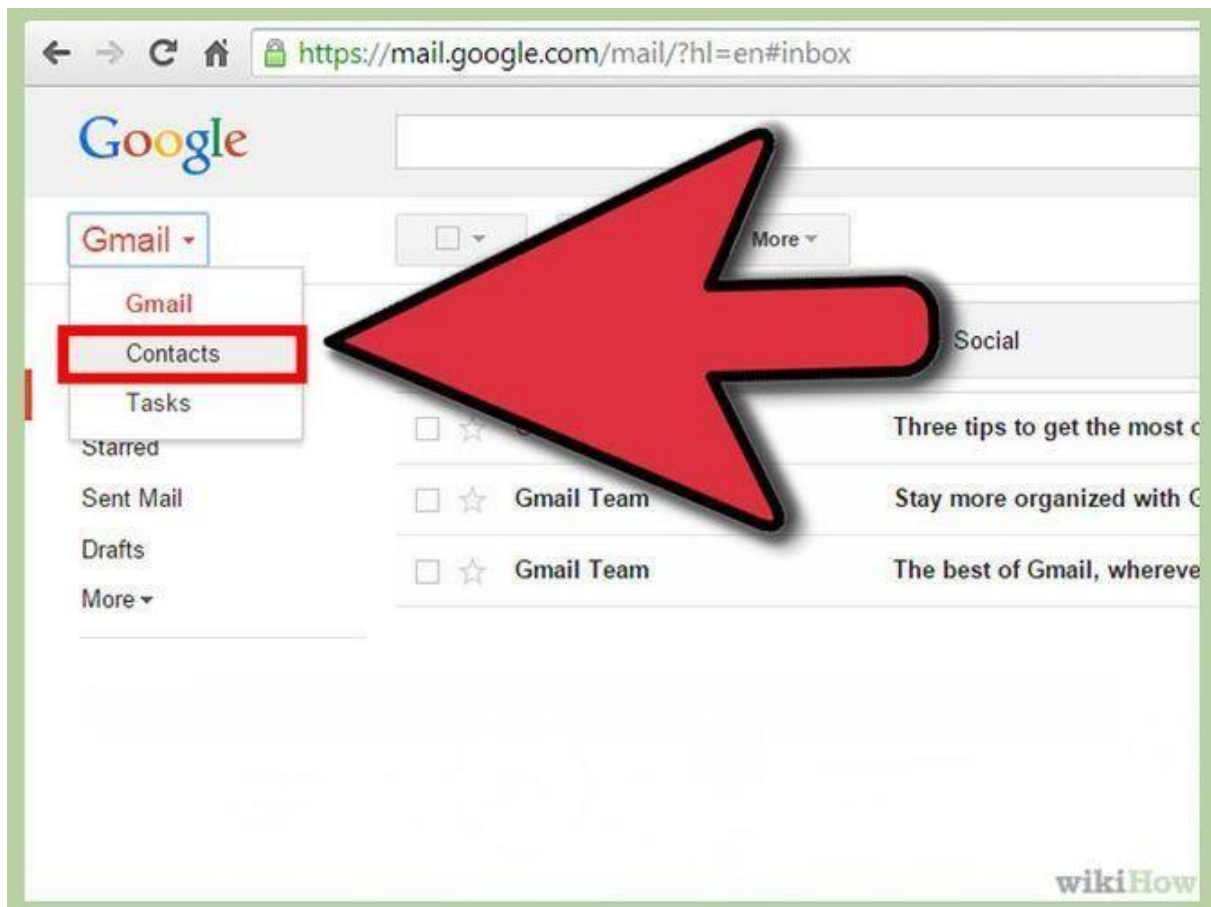 https://mail.google.com/mail/?hl=en#inbox
Google
Gmail
More
Gmail
Contacts
Social
Tasks
Three tips to get the most
Starred
Sent Mail
Gmail Team
Stay more organized with
Drafts
Gmail Team
The best of Gmail,
More
wikiHow